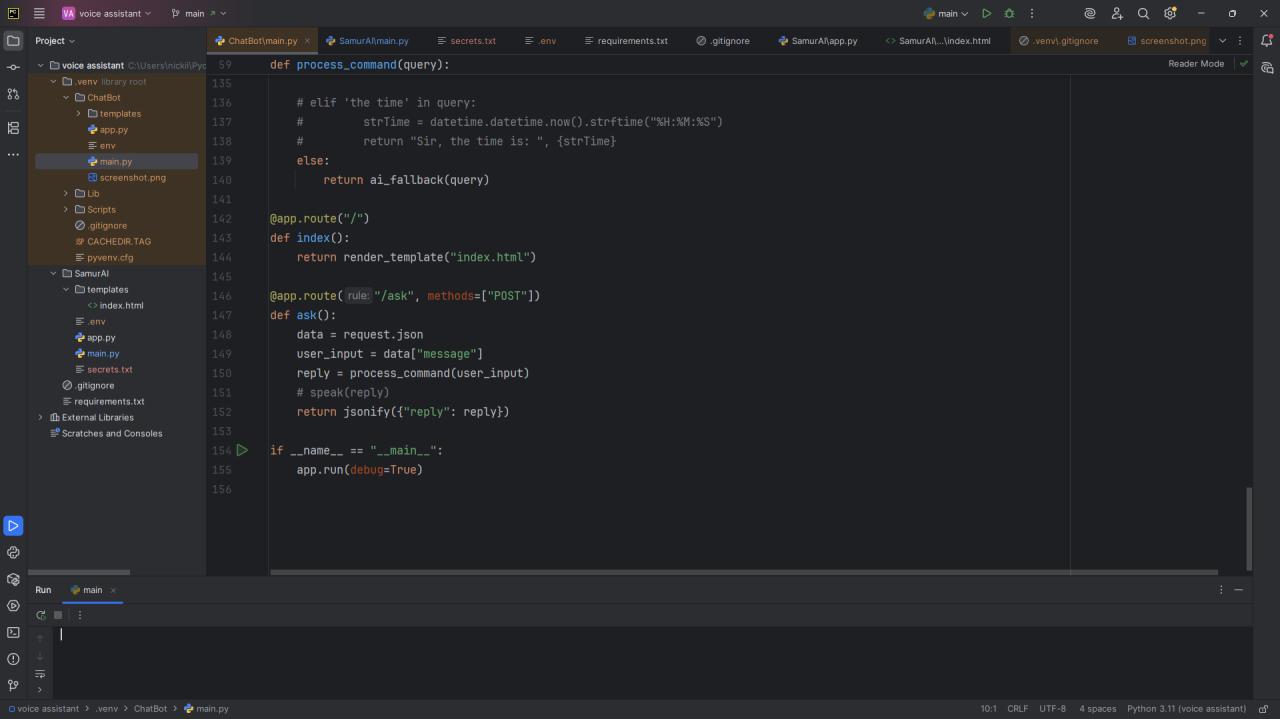 VA voice assistant main main
Project ChatBot\main.py SamurAI\main.py secrets.txt .env requirements.txt .gitignore SamurAI\app.py SamurAI\...\index.html .venv\.gitignore screenshot.png
voice assistant C:\Users\nickii\Pyc
.venv library root
ChatBot
templates
app.py
env
main.py
screenshot.png
Lib
Scripts
.gitignore
CACHEDIR.TAG
pyvenv.cfg
SamurAI
templates
index.html
.env
app.py
main.py
secrets.txt
.gitignore
requirements.txt
External Libraries
Scratches and Consoles
59 def process_command(query): Reader Mode
135
136 # elif 'the time' in query:
137 # strTime = datetime.datetime.now().strftime("%H:%M:%S")
138 # return "Sir, the time is: ", {strTime}
139 else:
140 return ai_fallback(query)
141
142 @app.route("/")
143 def index():
144 return render_template("index.html")
145
146 @app.route( rule: "/ask", methods=["POST"])
147 def ask():
148 data = request.json
149 user_input = data["message"]
150 reply = process_command(user_input)
151 # speak(reply)
152 return jsonify({"reply": reply})
153
154 if __name__ == "__main__":
155 app.run(debug=True)
156
Run main
voice assistant > .venv > ChatBot > main.py 10:1 CRLF UTF-8 4 spaces Python 3.11 (voice assistant)